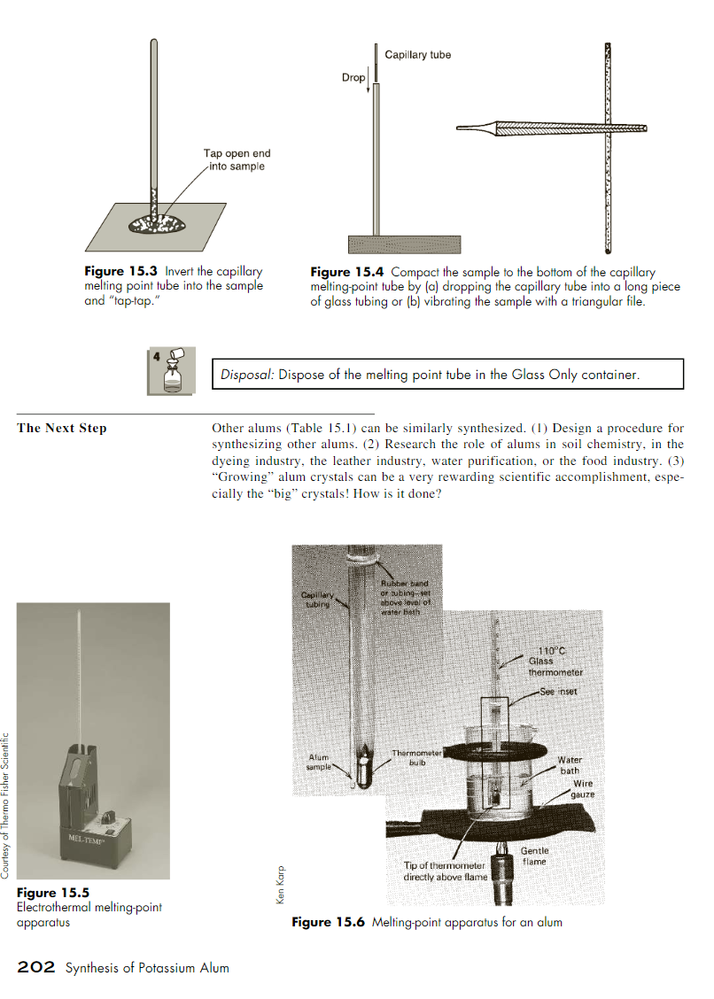 Capillary tube
Drop
Tap open end
into sample
Figure 15.3 Invert the capillary
melting point tube into the sample
and “tap-tap.”
Figure 15.4 Compact the sample to the bottom of the capillary
melting-point tube by (a) dropping the capillary tube into a long piece
of glass tubing or (b) vibrating the sample with a triangular file.
4
Disposal: Dispose of the melting point tube in the Glass Only container.
The Next Step
Other alums (Table 15.1) can be similarly synthesized. (1) Design a procedure for
synthesizing other alums. (2) Research the role of alums in soil chemistry, in the
dyeing industry, the leather industry, water purification, or the food industry. (3)
“Growing” alum crystals can be a very rewarding scientific accomplishment, espe-
cially the “big” crystals! How is it done?
Courtesy of Thermo Fisher Scientific
MEL-TEMP
Figure 15.5
Electrothermal melting-point
apparatus
Capillary
tubing
Rubber band
or tubing—set
above level of
water bath
110°C
Glass
thermometer
See inset
Alum
sample
Thermometer
bulb
Water
bath
Wire
gauze
Gentle
flame
Tip of thermometer
directly above flame
Ken Karp
Figure 15.6 Melting-point apparatus for an alum
202 Synthesis of Potassium Alum